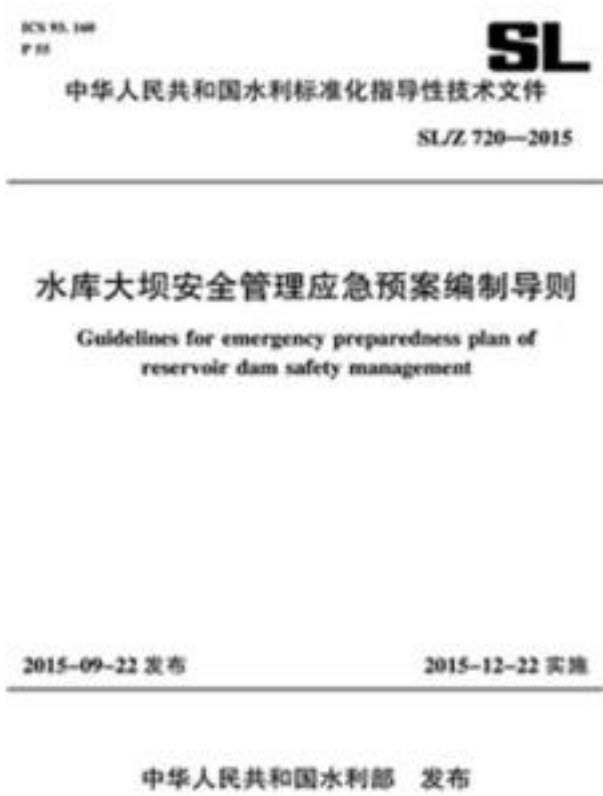 ICS 93.160
P 55
SL
中华人民共和国水利标准化指导性技术文件
SL/Z 720—2015
水库大坝安全管理应急预案编制导则
Guidelines for emergency preparedness plan of
reservoir dam safety management
2015-09-22 发布
2015-12-22 实施
中华人民共和国水利部 发布